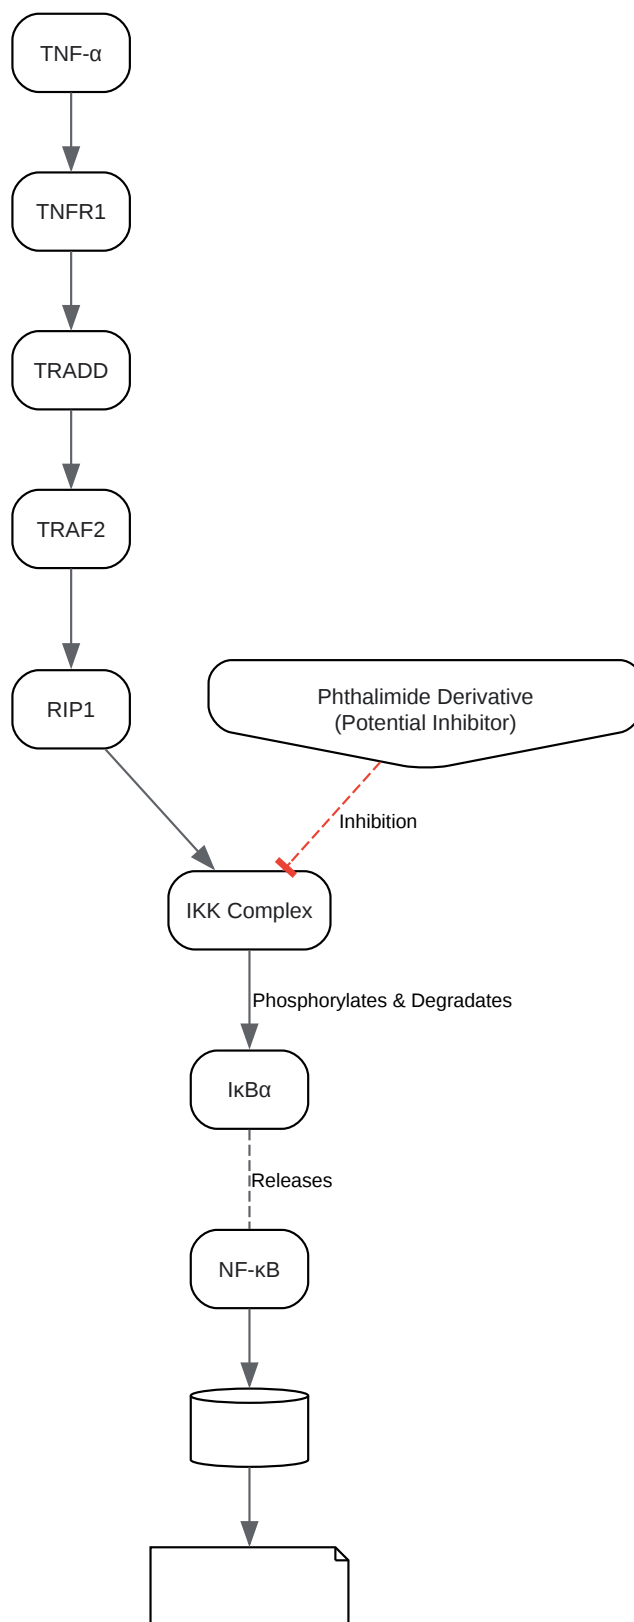 TNF-α
TNFR1
TRADD
TRAF2
RIP1
Phthalimide Derivative
(Potential Inhibitor)
Inhibition
IKK Complex
Phosphorylates & Degradates
IκBα
Releases
NF-κB